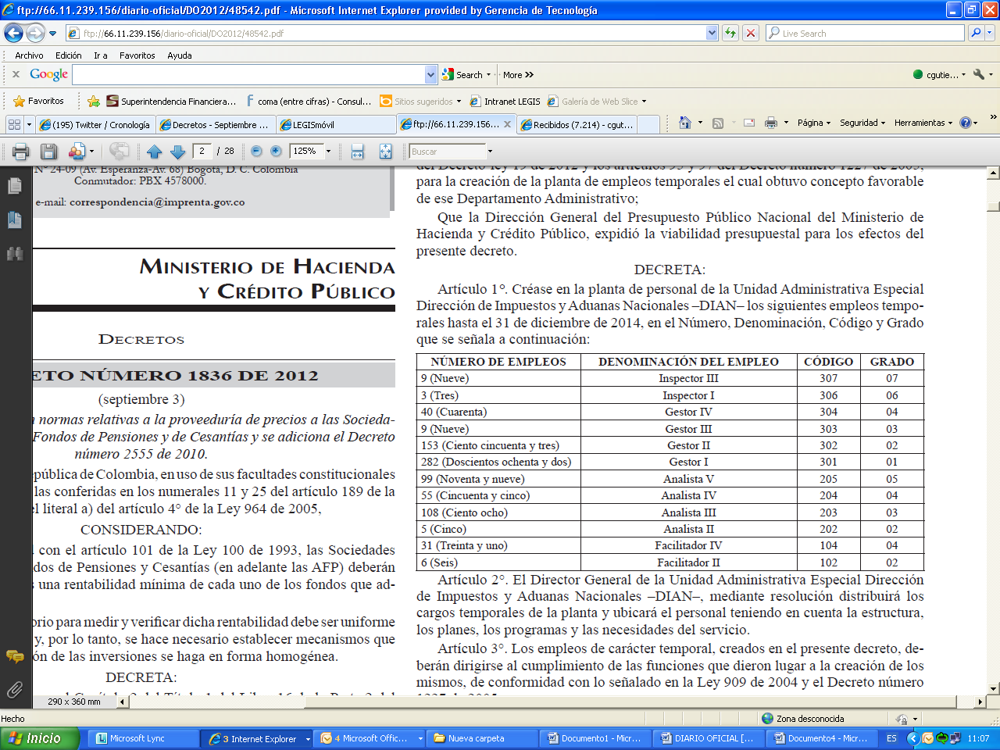 ftp://66.11.239.156/diario-oficial/DO2012/48542.pdf - Microsoft Internet Explorer provided by Gerencia de Tecnología
ftp://66.11.239.156/diario-oficial/DO2012/48542.pdf
Live Search
Archivo Edición Ir a Favoritos Ayuda
x Google Search More » cgutie...
Favoritos Superintendencia Financiera... coma (entre cifras) - Consul... Sitios sugeridos Intranet LEGIS Galería de Web Slice
(195) Twitter / Cronología Decretos - Septiembre ... LEGISmóvil ftp://66.11.239.156... Recibidos (7.214) - cgut... Página Seguridad Herramientas »
2 / 28 125% Buscar
N° 24-09 (Av. Esperanza-Av. 68) Bogotá, D. C. Colombia
Conmutador: PBX 4578000.
e-mail: correspondencia@imprenta.gov.co
MINISTERIO DE HACIENDA
Y CRÉDITO PÚBLICO
DECRETOS
ETO NÚMERO 1836 DE 2012
(septiembre 3)
n normas relativas a la proveeduría de precios a las Socieda-
Fondos de Pensiones y de Cesantías y se adiciona el Decreto
número 2555 de 2010.
epública de Colombia, en uso de sus facultades constitucionales
las conferidas en los numerales 11 y 25 del artículo 189 de la
el literal a) del artículo 4° de la Ley 964 de 2005,
CONSIDERANDO:
l con el artículo 101 de la Ley 100 de 1993, las Sociedades
dos de Pensiones y Cesantías (en adelante las AFP) deberán
s una rentabilidad mínima de cada uno de los fondos que ad-
orio para medir y verificar dicha rentabilidad debe ser uniforme
y, por lo tanto, se hace necesario establecer mecanismos que
ón de las inversiones se haga en forma homogénea.
DECRETA:
del Decreto ley 19 de 2012 y los artículos 95 y 97 del Decreto número 1227 de 2005,
para la creación de la planta de empleos temporales el cual obtuvo concepto favorable
de ese Departamento Administrativo;
Que la Dirección General del Presupuesto Público Nacional del Ministerio de
Hacienda y Crédito Público, expidió la viabilidad presupuestal para los efectos del
presente decreto.
DECRETA:
Artículo 1°. Créase en la planta de personal de la Unidad Administrativa Especial
Dirección de Impuestos y Aduanas Nacionales –DIAN– los siguientes empleos tempo-
rales hasta el 31 de diciembre de 2014, en el Número, Denominación, Código y Grado
que se señala a continuación:
NÚMERO DE EMPLEOS DENOMINACIÓN DEL EMPLEO CÓDIGO GRADO
9 (Nueve) Inspector III 307 07
3 (Tres) Inspector I 306 06
40 (Cuarenta) Gestor IV 304 04
9 (Nueve) Gestor III 303 03
153 (Ciento cincuenta y tres) Gestor II 302 02
282 (Doscientos ochenta y dos) Gestor I 301 01
99 (Noventa y nueve) Analista V 205 05
55 (Cincuenta y cinco) Analista IV 204 04
108 (Ciento ocho) Analista III 203 03
5 (Cinco) Analista II 202 02
31 (Treinta y uno) Facilitador IV 104 04
6 (Seis) Facilitador II 102 02
Artículo 2°. El Director General de la Unidad Administrativa Especial Dirección
de Impuestos y Aduanas Nacionales –DIAN–, mediante resolución distribuirá los
cargos temporales de la planta y ubicará el personal teniendo en cuenta la estructura,
los planes, los programas y las necesidades del servicio.
Artículo 3°. Los empleos de carácter temporal, creados en el presente decreto, de-
berán dirigirse al cumplimiento de las funciones que dieron lugar a la creación de los
mismos, de conformidad con lo señalado en la Ley 909 de 2004 y el Decreto número
290 x 360 mm
Hecho Zona desconocida
Inicio Microsoft Lync 3 Internet Explorer 4 Microsoft Offic... Nueva carpeta Documento1 - Micr... DIARIO OFICIAL [... Documento4 - Micr... ES 11:07